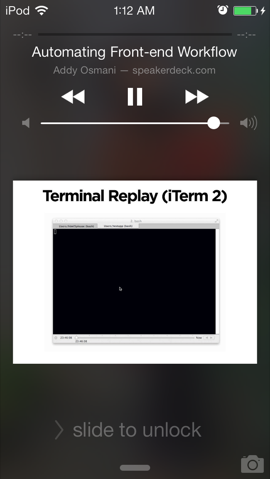 iPod 1:12 AM
--:-- --:--
Automating Front-end Workflow
Addy Osmani — speakerdeck.com
Terminal Replay (iTerm 2)
slide to unlock